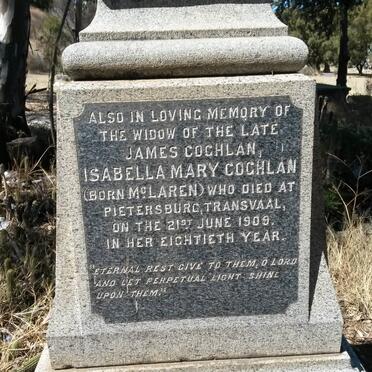 ALSO IN LOVING MEMORY OF
THE WIDOW OF THE LATE
JAMES COCHLAN,
ISABELLA MARY COCHLAN
(BORN McLAREN) WHO DIED AT
PIETERSBURG, TRANSVAAL,
ON THE 21ST JUNE 1909.
IN HER EIGHTIETH YEAR.
"ETERNAL REST GIVE TO THEM, O LORD
AND LET PERPETUAL LIGHT SHINE
UPON THEM."